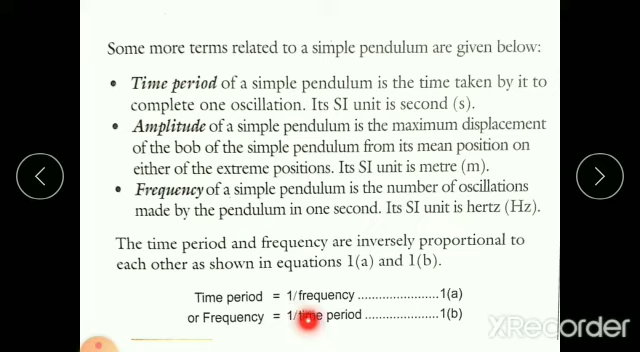 Some more terms related to a simple pendulum are given below:
• Time period of a simple pendulum is the time taken by it to
complete one oscillation. Its SI unit is second (s).
• Amplitude of a simple pendulum is the maximum displacement
of the bob of the simple pendulum from its mean position on
either of the extreme positions. Its SI unit is metre (m).
• Frequency of a simple pendulum is the number of oscillations
made by the pendulum in one second. Its SI unit is hertz (Hz).
The time period and frequency are inversely proportional to
each other as shown in equations 1(a) and 1(b).
Time period = 1/frequency .......................1(a)
or Frequency = 1/time period .....................1(b)
XRecorder